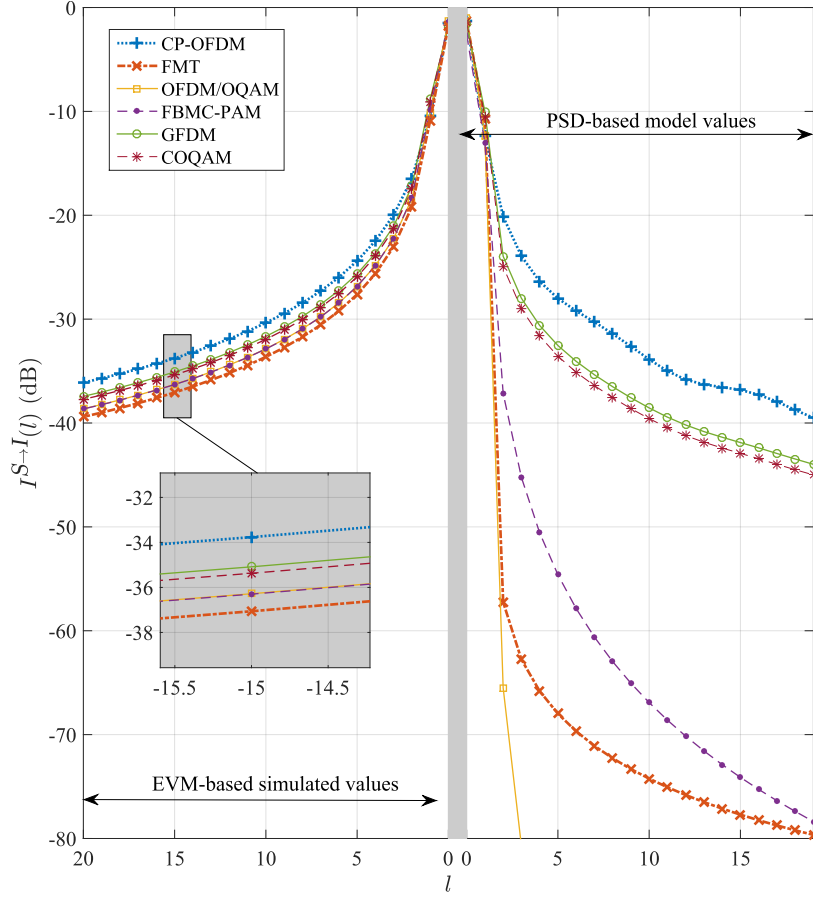 0
-10
-20
-30
-40
-50
-60
-70
-80
I^{S→I}(l) (dB)
CP-OFDM
FMT
OFDM/OQAM
FBMC-PAM
GFDM
COQAM
PSD-based model values
-32
-34
-36
-38
-15.5 -15 -14.5
EVM-based simulated values
20 15 10 5 0 0 5 10 15
l